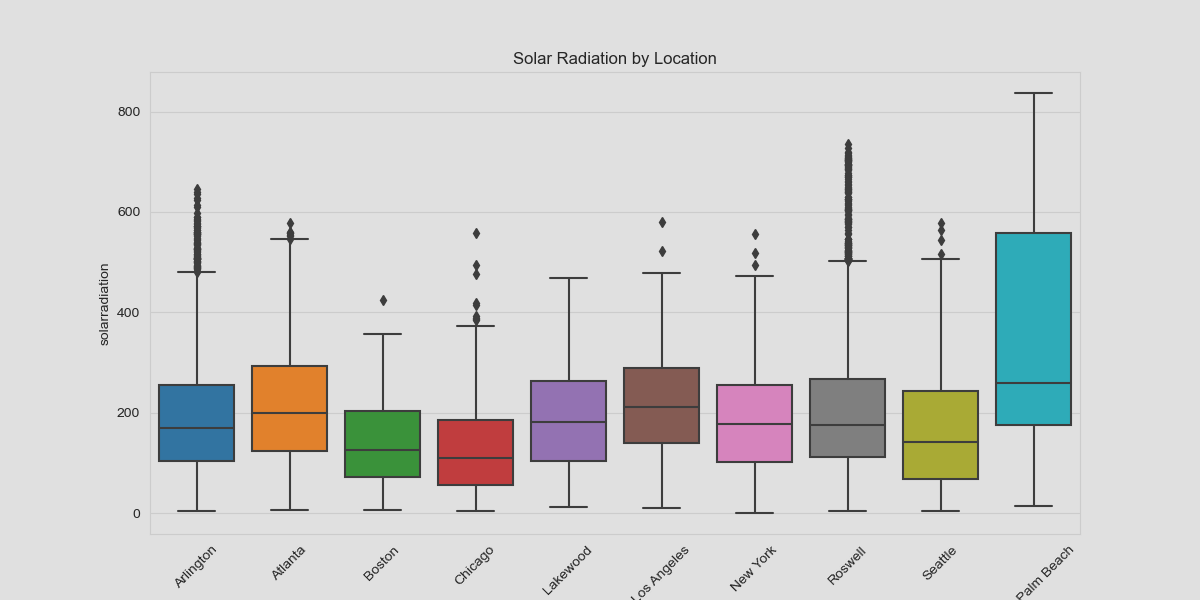 Solar Radiation by Location
solarradiation
800
600
400
200
0
Arlington
Atlanta
Boston
Chicago
Lakewood
Los Angeles
New York
Roswell
Seattle
Palm Beach